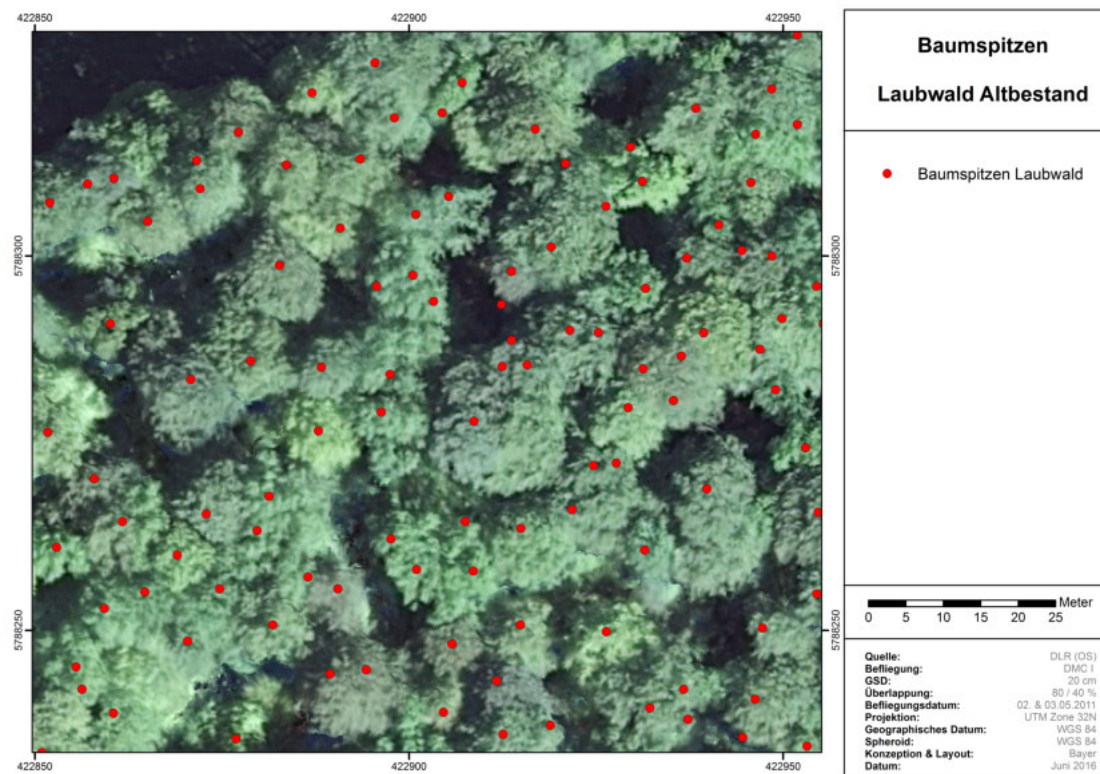 422850 422900 422950
5788300
5788300
5788250
5788250
422850 422900 422950
Baumspitzen
Laubwald Altbestand
Baumspitzen Laubwald
Meter
0 5 10 15 20 25
Quelle: DLR (OS)
Befliegung: DMC I
GSD: 20 cm
Überlappung: 80 / 40 %
Befliegungsdatum: 02. & 03.05.2011
Projektion: UTM Zone 32N
Geographisches Datum: WGS 84
Spheroid: WGS 84
Konzeption & Layout: Bayer
Datum: Juni 2016